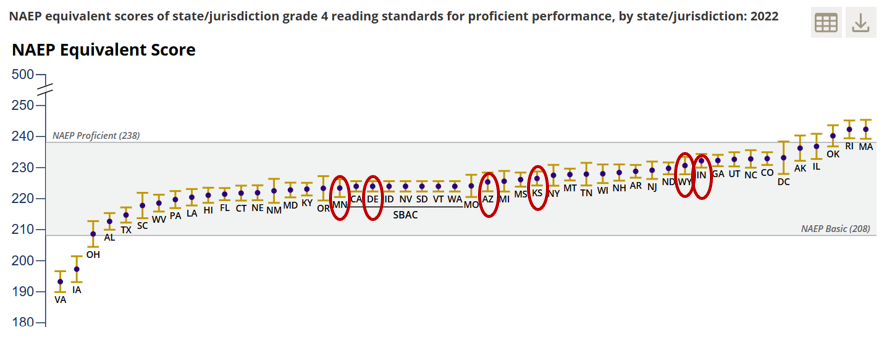 NAEP equivalent scores of state/jurisdiction grade 4 reading standards for proficient performance, by state/jurisdiction: 2022
NAEP Equivalent Score
500
250
240
NAEP Proficient (238)
230
220
210
NAEP Basic (208)
200
190
180
VA
IA
OH
AL
TX
SC
WV
PA
LA
HI
FL
CT
NE
NM
MD
KY
OR
MN
CA
DE
ID
NV
SD
VT
WA
SBAC
MO
AZ
MI
MS
KS
NY
MT
TN
WI
NH
AR
NJ
ND
WY
IN
GA
UT
NC
CO
DC
AK
IL
OK
RI
MA